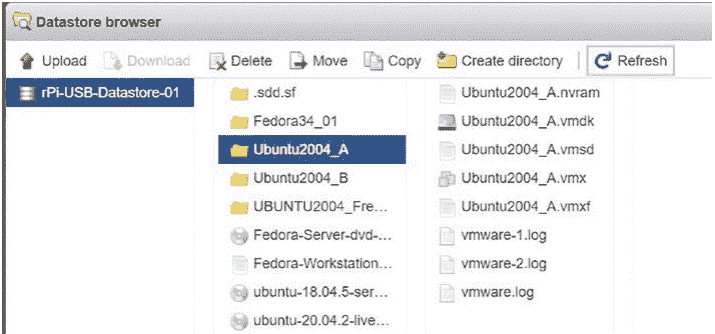 Datastore browser
Upload Download Delete Move Copy Create directory Refresh
rPi-USB-Datastore-01
.sdd.sf
Fedora34_01
Ubuntu2004_A
Ubuntu2004_B
UBUNTU2004_Fre...
Fedora-Server-dvd-...
Fedora-Workstation...
ubuntu-18.04.5-ser...
ubuntu-20.04.2-live...
Ubuntu2004_A.nvram
Ubuntu2004_A.vmdk
Ubuntu2004_A.vmsd
Ubuntu2004_A.vmx
Ubuntu2004_A.vmxf
vmware-1.log
vmware-2.log
vmware.log